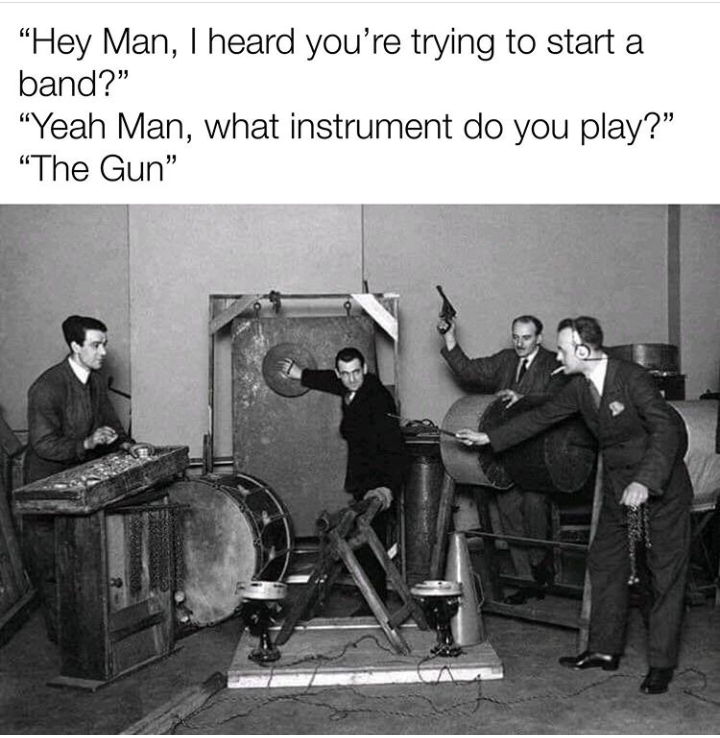 “Hey Man, I heard you’re trying to start a
band?”
“Yeah Man, what instrument do you play?”
“The Gun”